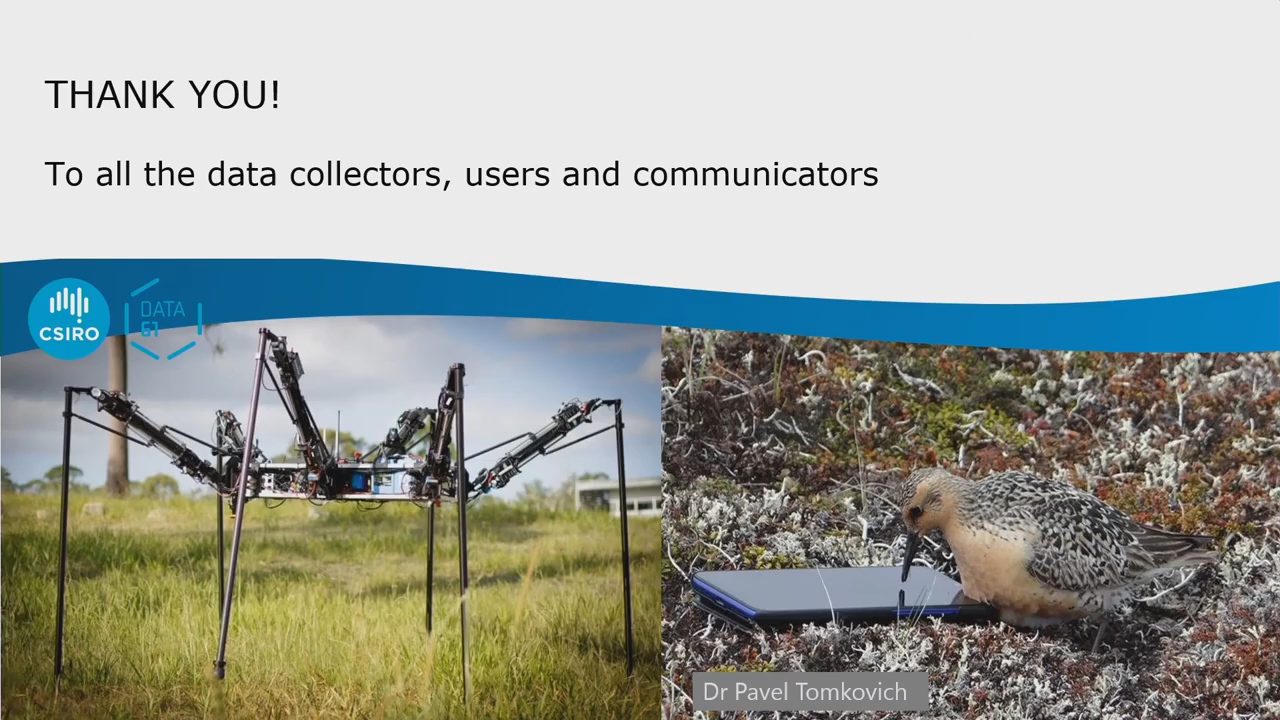 THANK YOU!
To all the data collectors, users and communicators
CSIRO
DATA
61
Dr Pavel Tomkovich